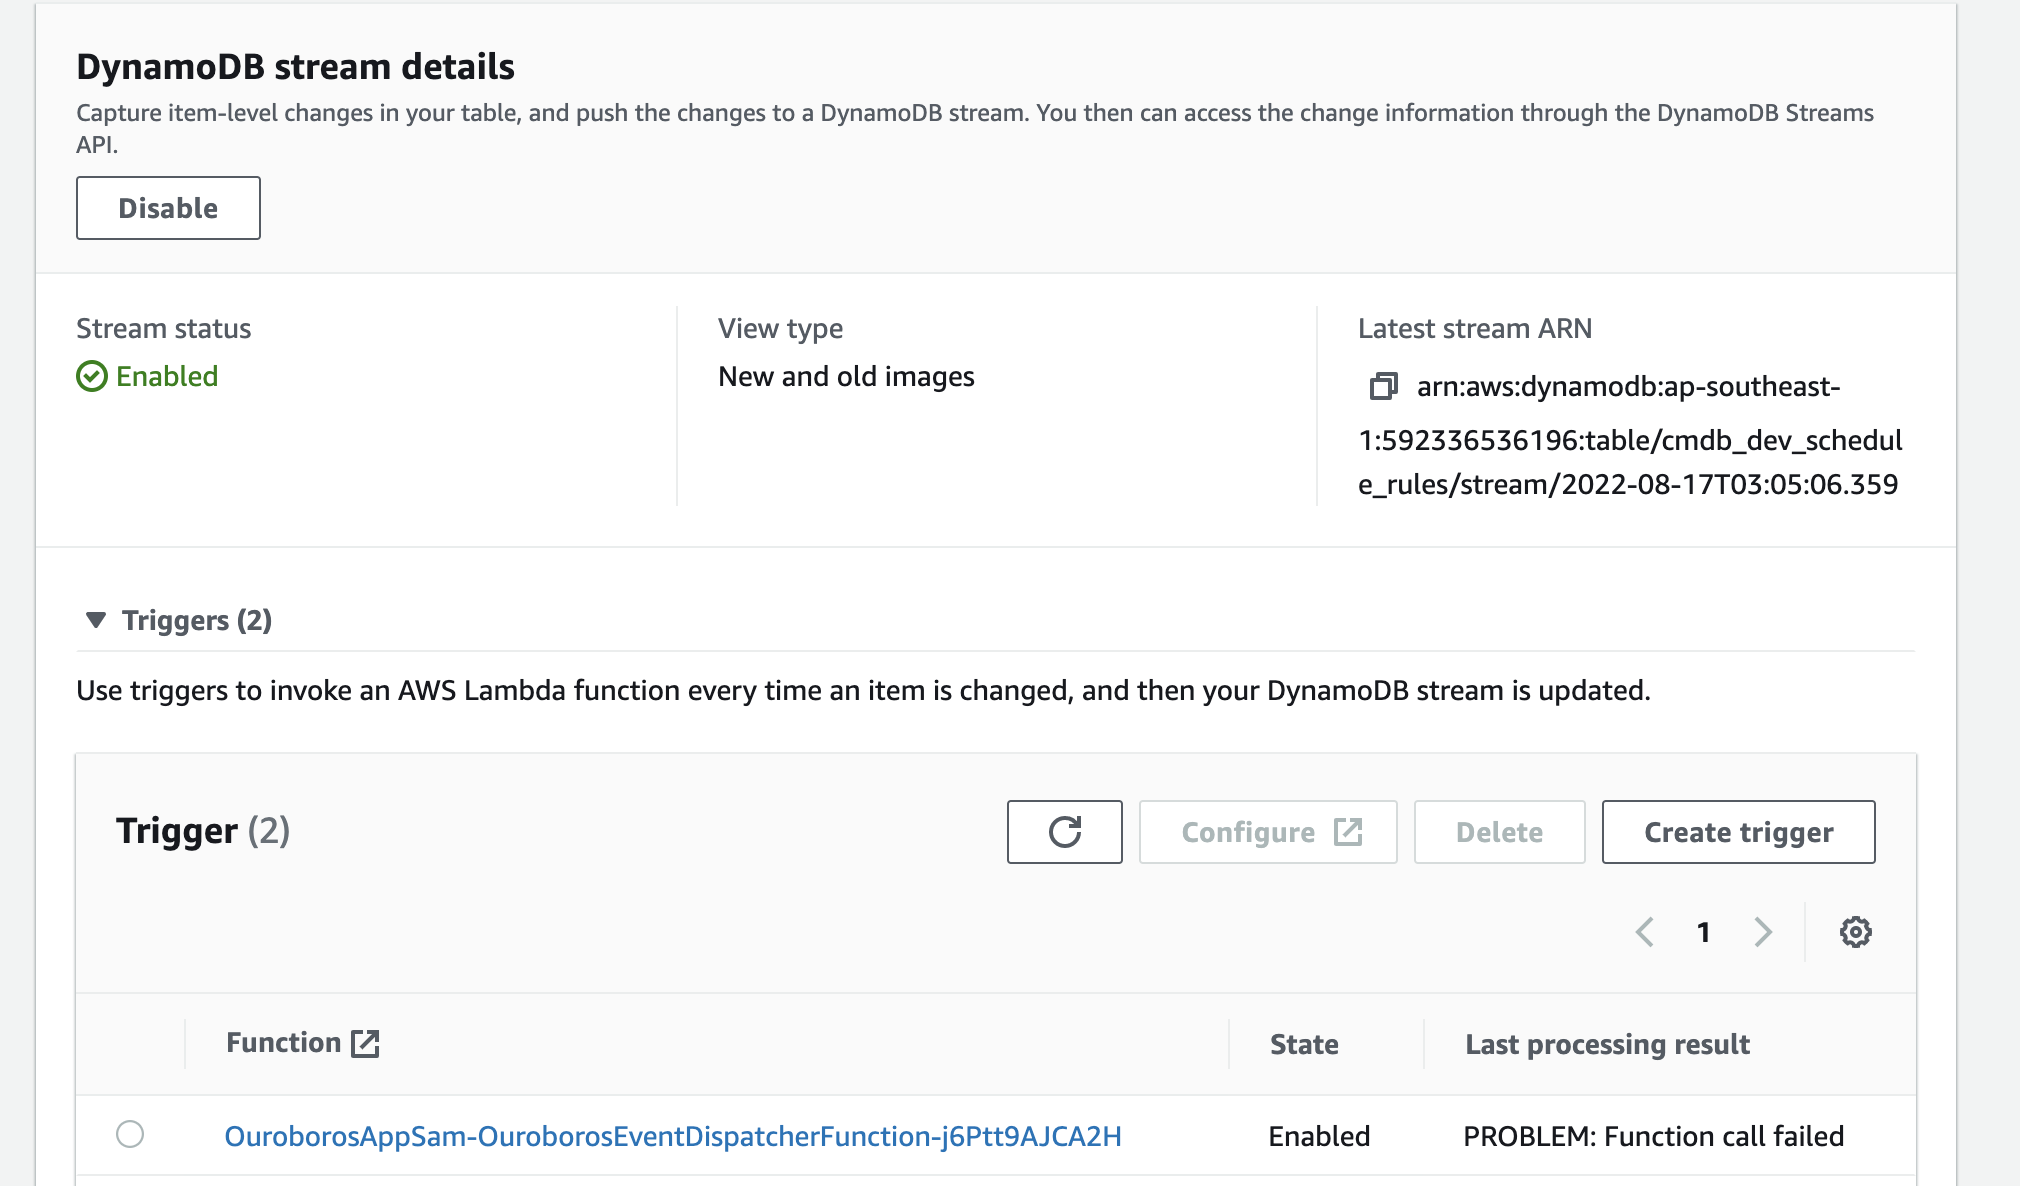 DynamoDB stream details
Capture item-level changes in your table, and push the changes to a DynamoDB stream. You then can access the change information through the DynamoDB Streams
API.
Disable
Stream status
Enabled
View type
New and old images
Latest stream ARN
arn:aws:dynamodb:ap-southeast-
1:592336536196:table/cmdb_dev_schedul
e_rules/stream/2022-08-17T03:05:06.359
Triggers (2)
Use triggers to invoke an AWS Lambda function every time an item is changed, and then your DynamoDB stream is updated.
Trigger (2)
Configure
Delete
Create trigger
1
Function
State
Last processing result
OuroborosAppSam-OuroborosEventDispatcherFunction-j6Ptt9AJCA2H
Enabled
PROBLEM: Function call failed